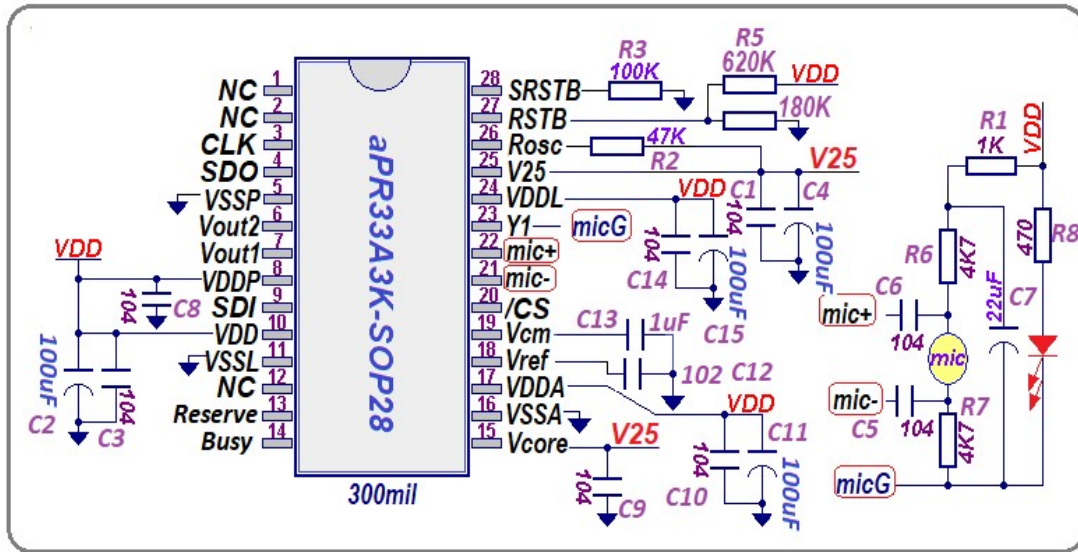 aPR33A3K-SOP28
300mil
1 NC
2 NC
3 CLK
4 SDO
5 VSSP
6 Vout2
7 Vout1
8 VDDP
9 SDI
10 VDD
11 VSSL
12 NC
13 Reserve
14 Busy
28 SRSTB
27 RSTB
26 Rosc
25 V25
24 VDDL
23 Y1
22 mic+
21 mic-
20 /CS
19 Vcm
18 Vref
17 VDDA
16 VSSA
15 Vcore
VDD
104 C8
100uF C2
104 C3
R3
100K
R5
620K VDD
180K
47K
R2
V25
C1 104
C4 100uF
VDD
micG
104 C14
100uF C15
C13 1uF
102 C12
VDD
C11 100uF
104 C10
V25
104 C9
R1
1K
VDD
470 R8
R6 4K7
22uF C7
C6
mic+
104
mic
mic-
C5 104
R7 4K7
micG